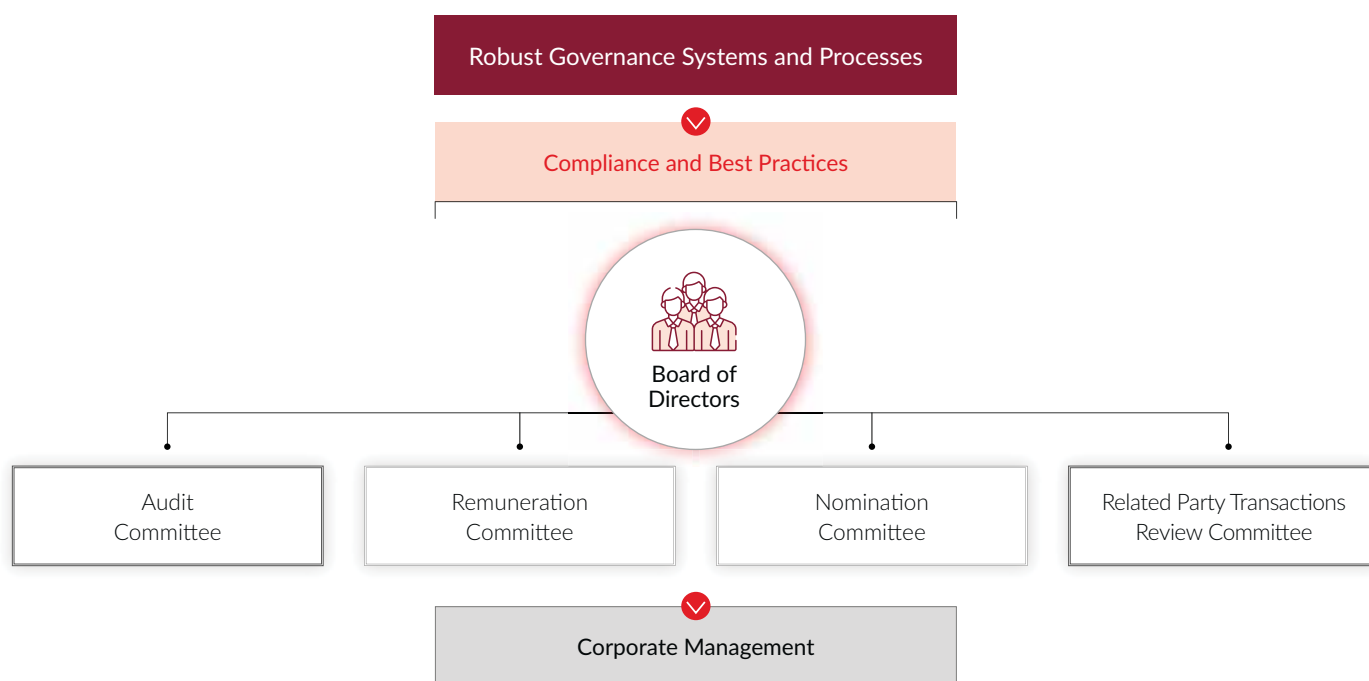 Robust Governance Systems and Processes
Compliance and Best Practices
Board of
Directors
Audit
Committee
Remuneration
Committee
Nomination
Committee
Related Party Transactions
Review Committee
Corporate Management